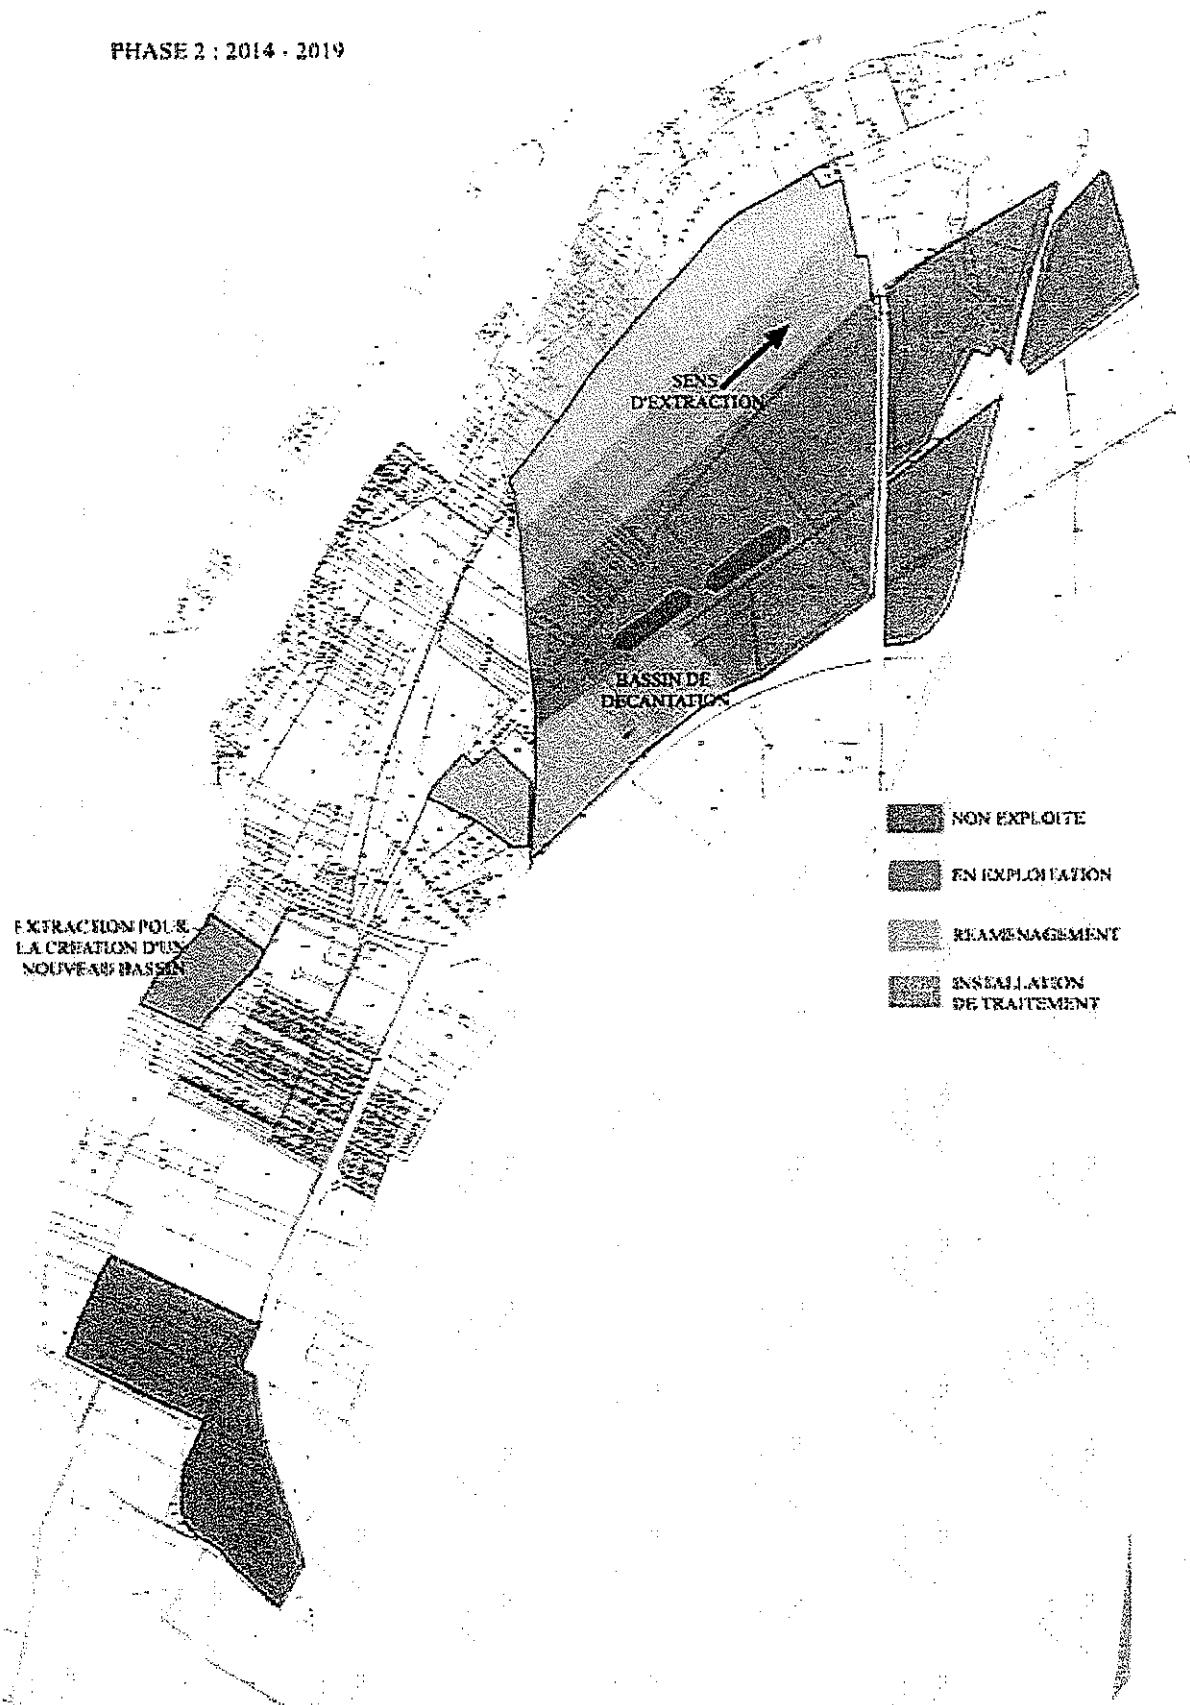 PHASE 2 : 2014 - 2019
SENS
D'EXTRACTION
BASSIN DE
DECANTATION
NON EXPLOITE
EN EXPLOITATION
EXTRACTION POUR
LA CREATION D'UN
NOUVEAU BASSIN
REAMENAGEMENT
INSTALLATION
DE TRAITEMENT